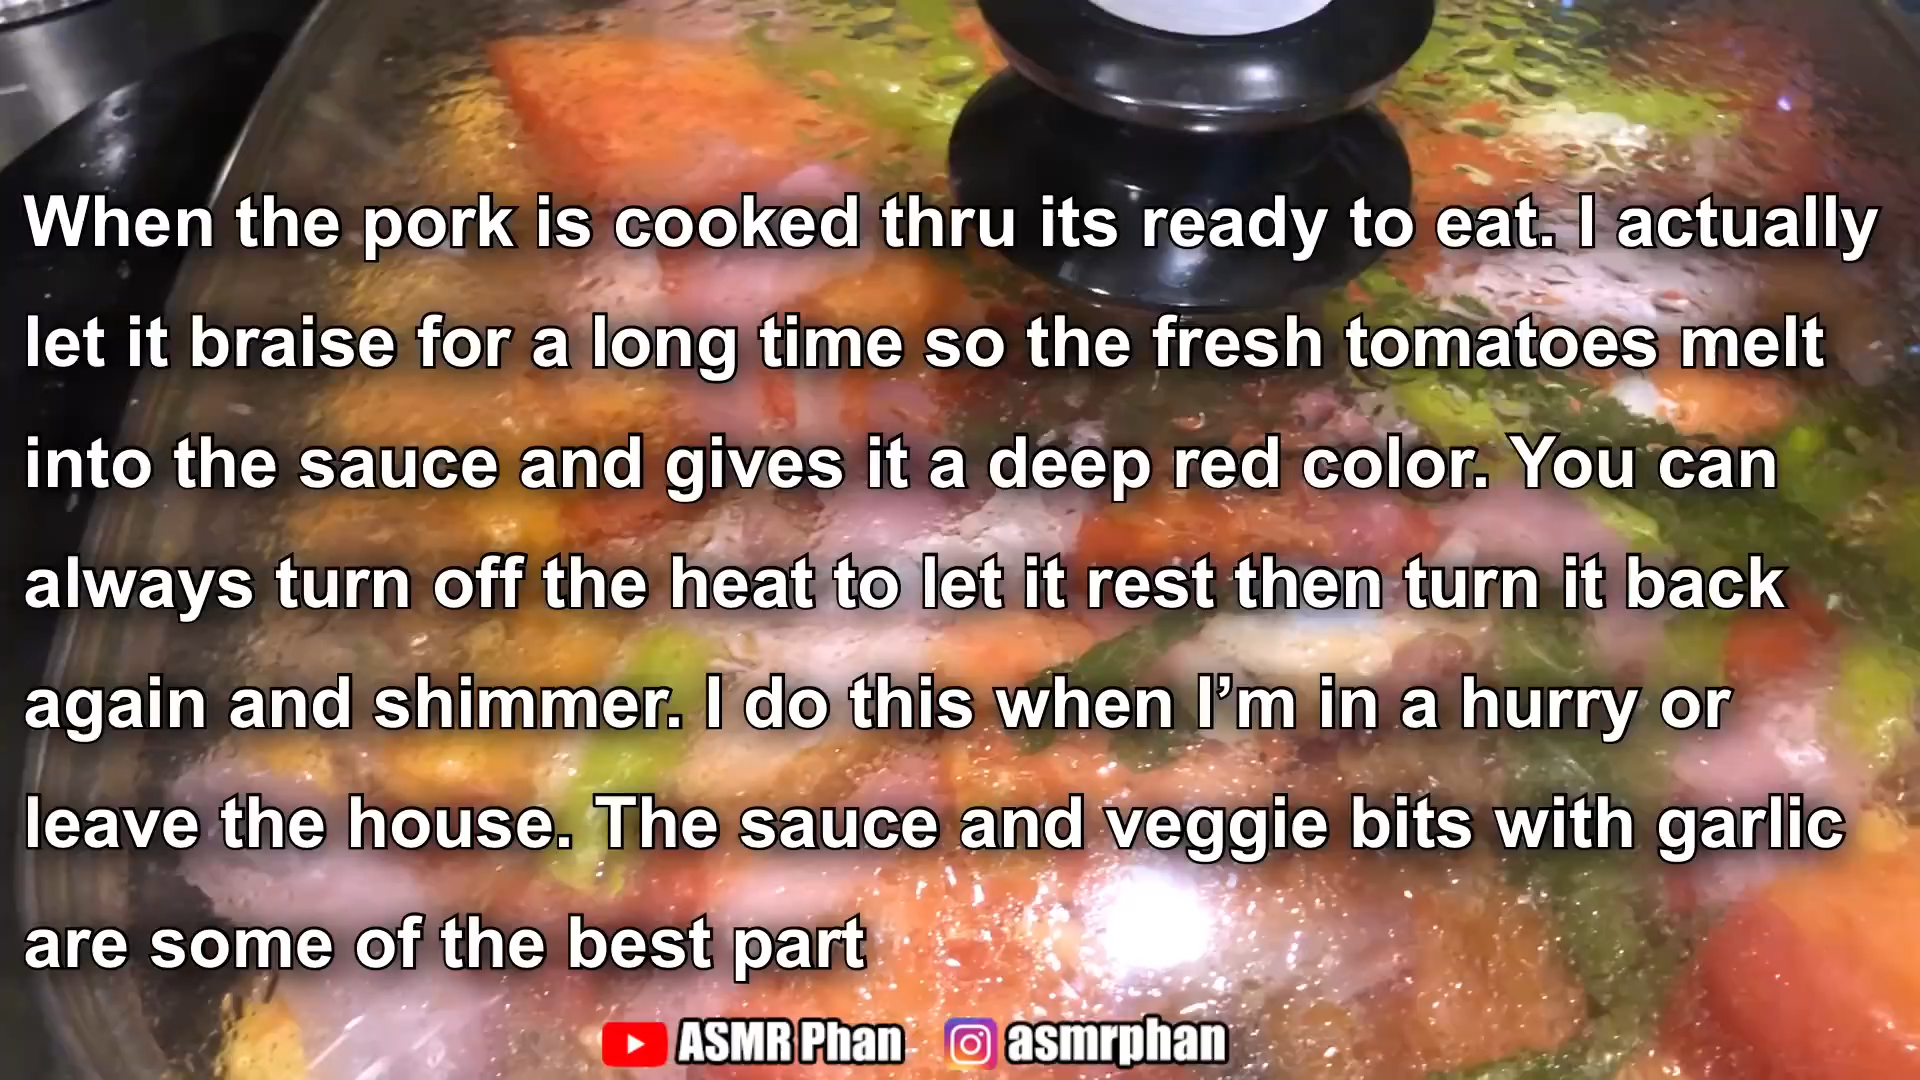 When the pork is cooked thru its ready to eat. I actually
let it braise for a long time so the fresh tomatoes melt
into the sauce and gives it a deep red color. You can
always turn off the heat to let it rest then turn it back
again and shimmer. I do this when I’m in a hurry or
leave the house. The sauce and veggie bits with garlic
are some of the best part
ASMR Phan asmrphan